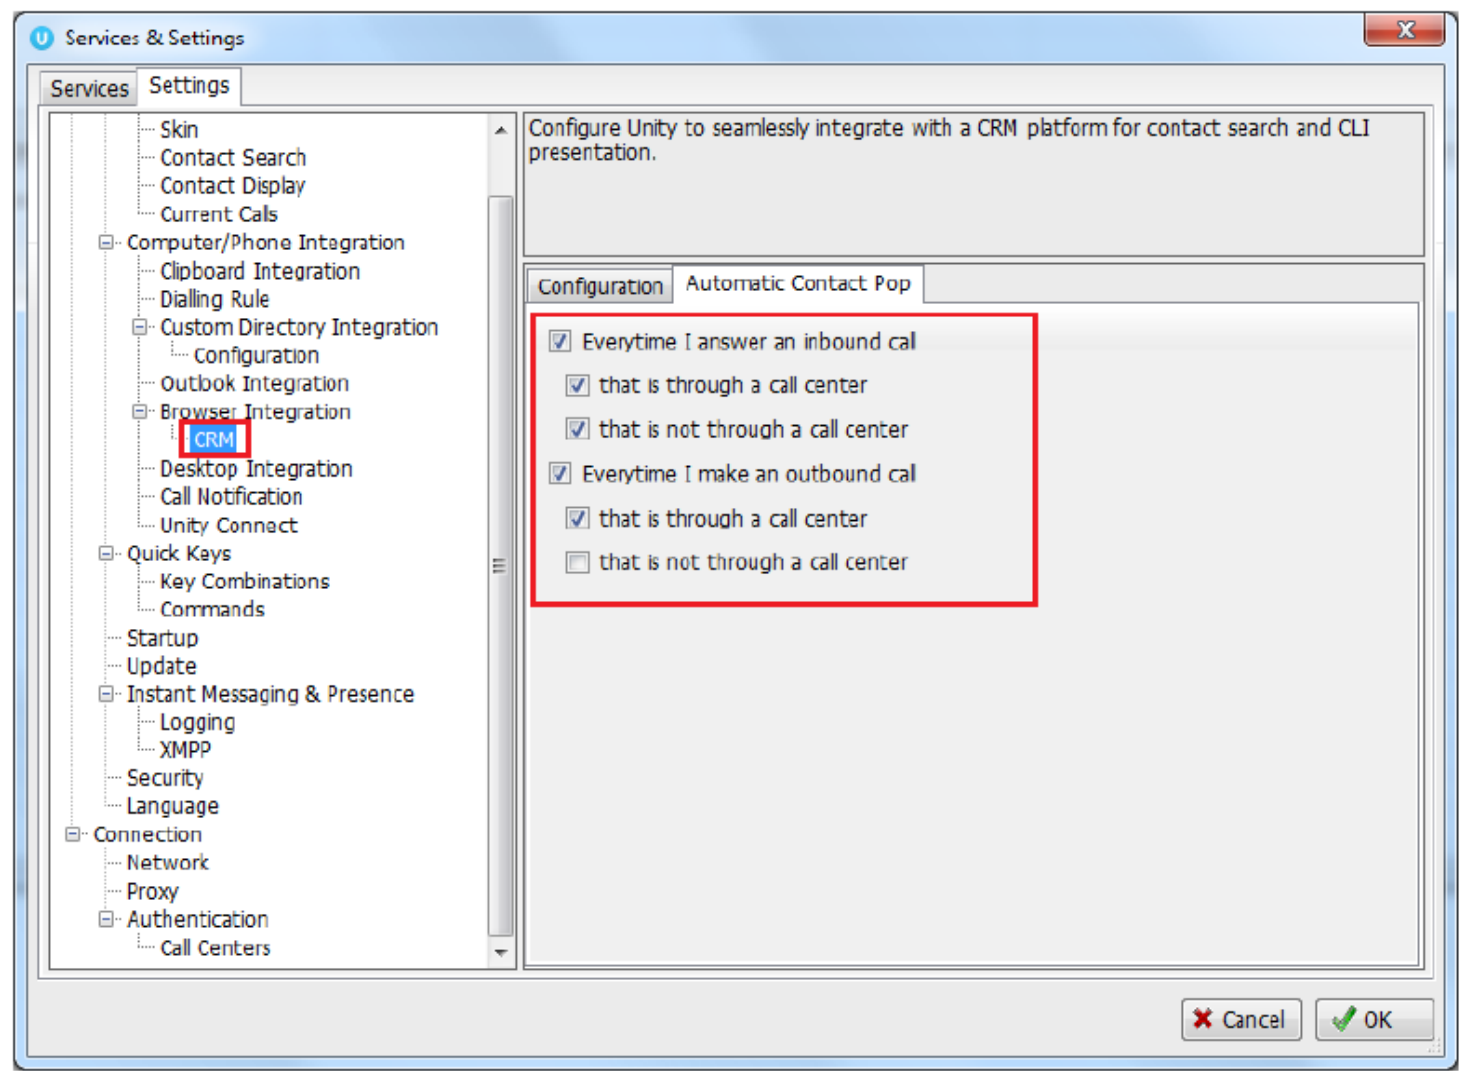 Services & Settings
X
Services
Settings
Skin
Contact Search
Contact Display
Current Calls
Computer/Phone Integration
Clipboard Integration
Dialling Rule
Custom Directory Integration
Configuration
Outlook Integration
Browser Integration
CRM
Desktop Integration
Call Notification
Unity Connect
Quick Keys
Key Combinations
Commands
Startup
Update
Instant Messaging & Presence
Logging
XMPP
Security
Language
Connection
Network
Proxy
Authentication
Call Centers
Configure Unity to seamlessly integrate with a CRM platform for contact search and CLI
presentation.
Configuration
Automatic Contact Pop
Everytime I answer an inbound call
that is through a call center
that is not through a call center
Everytime I make an outbound call
that is through a call center
that is not through a call center
Cancel
OK